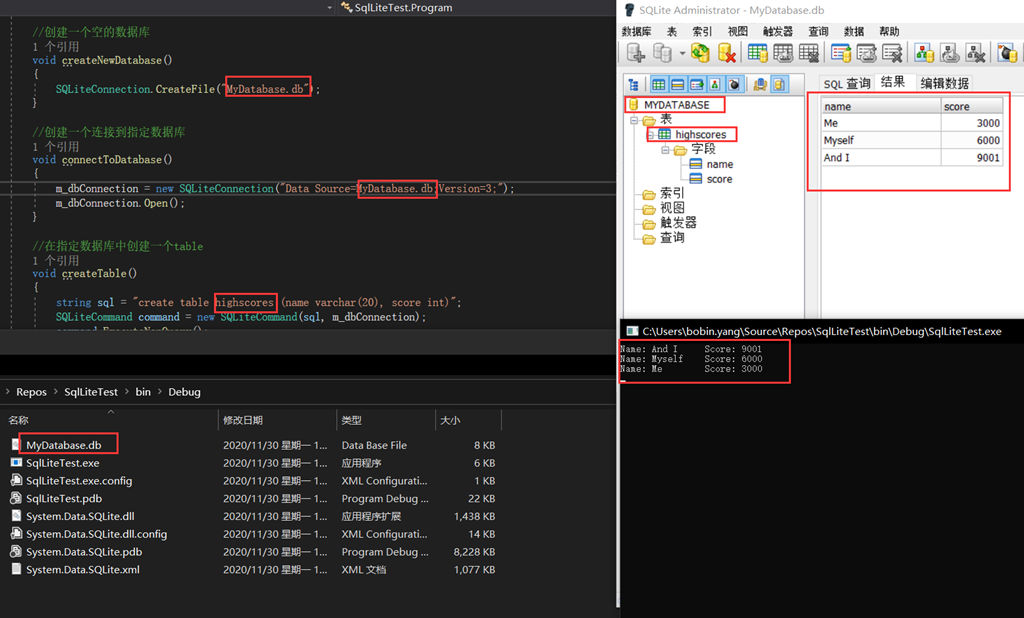 SqlLiteTest.Program
//创建一个空的数据库
1 个引用
void createNewDatabase()
{
SQLiteConnection.CreateFile("MyDatabase.db");
}
//创建一个连接到指定数据库
1 个引用
void connectToDatabase()
{
m_dbConnection = new SQLiteConnection("Data Source=MyDatabase.db;Version=3;");
m_dbConnection.Open();
}
//在指定数据库中创建一个table
1 个引用
void createTable()
{
string sql = "create table highscores (name varchar(20), score int)";
SQLiteCommand command = new SQLiteCommand(sql, m_dbConnection);
Repos > SqlLiteTest > bin > Debug
名称 修改日期 类型 大小
MyDatabase.db 2020/11/30 星期一 1... Data Base File 8 KB
SqlLiteTest.exe 2020/11/30 星期一 1... 应用程序 6 KB
SqlLiteTest.exe.config 2020/11/30 星期一 1... XML Configurati... 1 KB
SqlLiteTest.pdb 2020/11/30 星期一 1... Program Debug ... 22 KB
System.Data.SQLite.dll 2020/11/30 星期一 1... 应用程序扩展 1,438 KB
System.Data.SQLite.dll.config 2020/11/30 星期一 1... XML Configurati... 14 KB
System.Data.SQLite.pdb 2020/11/30 星期一 1... Program Debug ... 8,228 KB
System.Data.SQLite.xml 2020/11/30 星期一 1... XML 文档 1,077 KB
SQLite Administrator - MyDatabase.db
数据库 表 索引 视图 触发器 查询 数据 帮助
MYDATABASE
表
highscores
字段
name
score
索引
视图
触发器
查询
SQL 查询 结果 编辑数据
name score
Me 3000
Myself 6000
And I 9001
C:\Users\bobin.yang\Source\Repos\SqlLiteTest\bin\Debug\SqlLiteTest.exe
Name: And I Score: 9001
Name: Myself Score: 6000
Name: Me Score: 3000